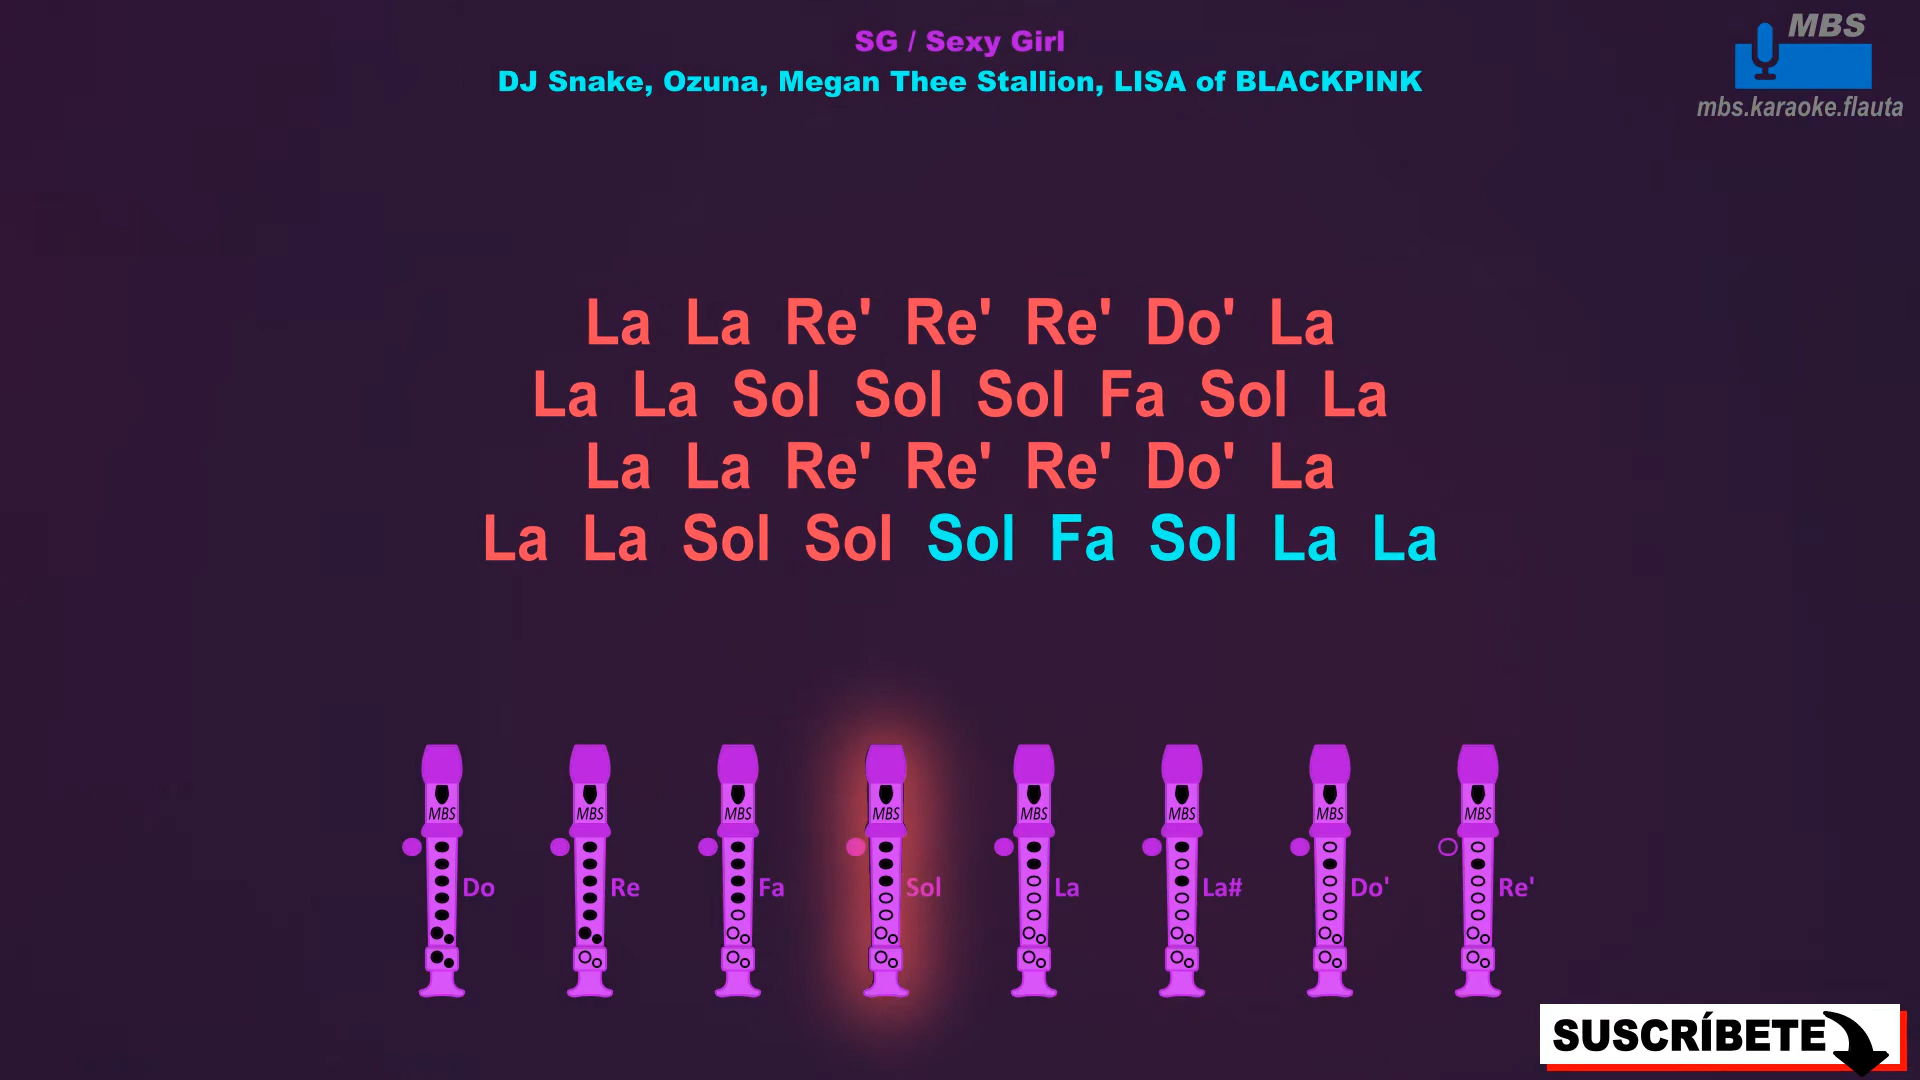 SG / Sexy Girl
DJ Snake, Ozuna, Megan Thee Stallion, LISA of BLACKPINK
MBS
mbs.karaoke.flauta
La La Re' Re' Re' Do' La
La La Sol Sol Sol Fa Sol La
La La Re' Re' Re' Do' La
La La Sol Sol Sol Fa Sol La La
MBS MBS MBS MBS MBS MBS MBS MBS
Do Re Fa Sol La La# Do' Re'
SUSCRÍBETE